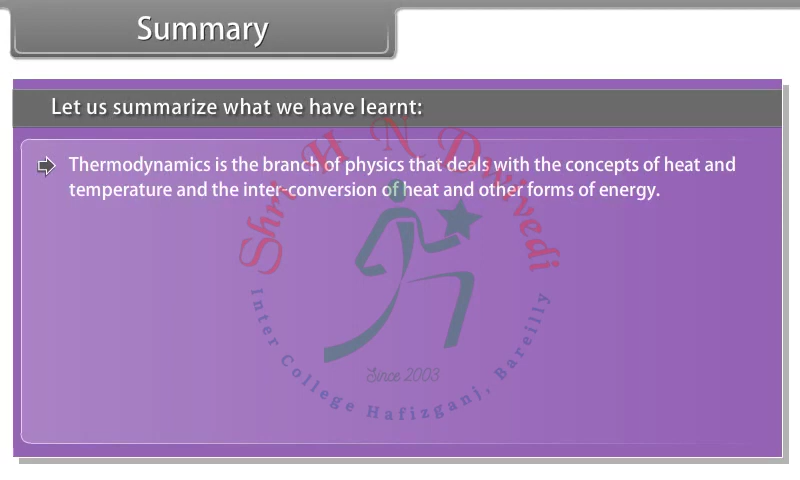 Summary
Let us summarize what we have learnt:
Thermodynamics is the branch of physics that deals with the concepts of heat and
temperature and the inter-conversion of heat and other forms of energy.
Shri H N Dwivedi
Since 2003
Inter College Hafizganj, Bareilly